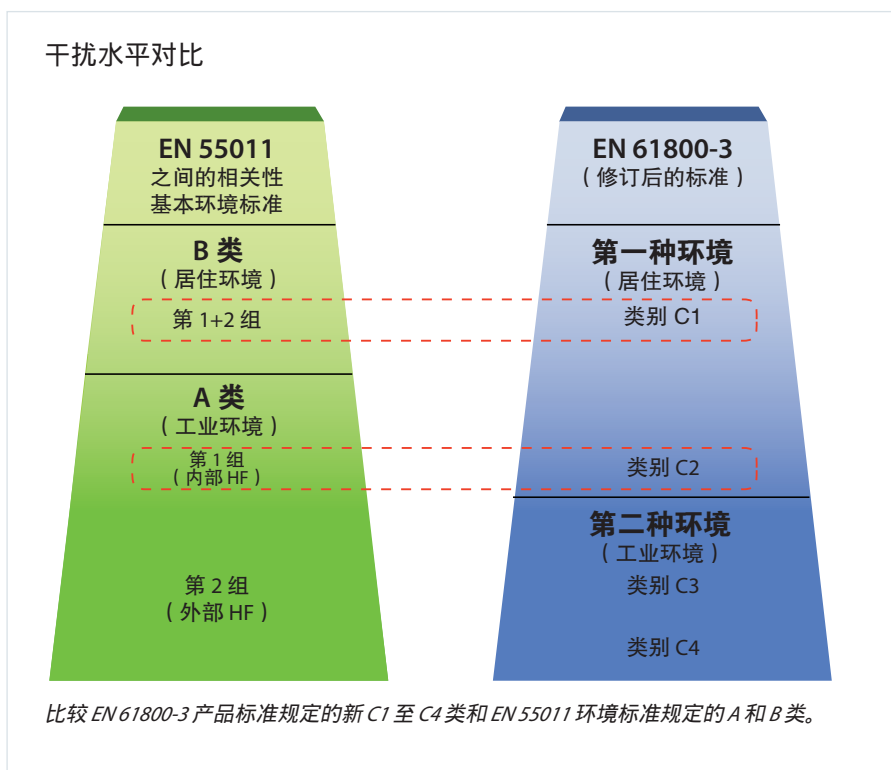 干扰水平对比
EN 55011
之间的相关性
基本环境标准
B 类
（居住环境）
第 1+2 组
A 类
（工业环境）
第 1 组
（内部 HF）
第 2 组
（外部 HF）
EN 61800-3
（修订后的标准）
第一种环境
（居住环境）
类别 C1
类别 C2
第二种环境
（工业环境）
类别 C3
类别 C4
比较 EN 61800-3 产品标准规定的新 C1 至 C4 类和 EN 55011 环境标准规定的 A 和 B 类。